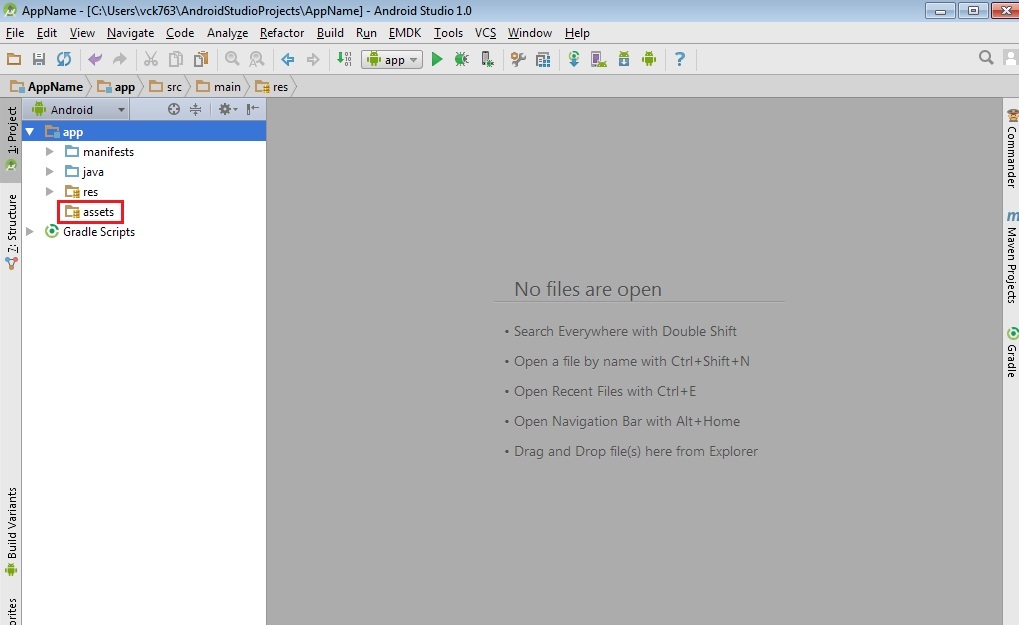 AppName - [C:\Users\vck763\AndroidStudioProjects\AppName] - Android Studio 1.0
File Edit View Navigate Code Analyze Refactor Build Run EMDK Tools VCS Window Help
app
AppName app src main res
1: Project
Android
app
manifests
java
res
assets
Gradle Scripts
7: Structure
Build Variants
No files are open
• Search Everywhere with Double Shift
• Open a file by name with Ctrl+Shift+N
• Open Recent Files with Ctrl+E
• Open Navigation Bar with Alt+Home
• Drag and Drop file(s) here from Explorer
Commander
m
Maven Projects
Gradle